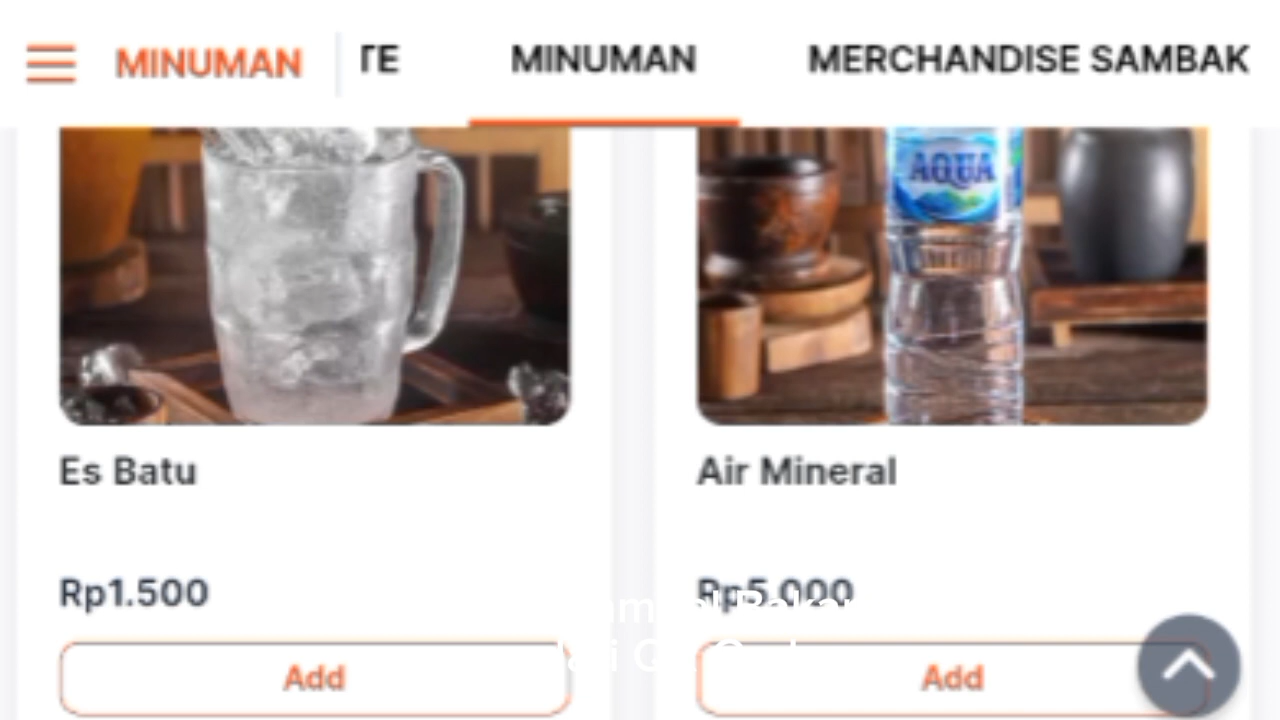 MINUMAN
TE MINUMAN MERCHANDISE SAMBAK
AQUA
Es Batu Air Mineral
Rp1.500 Rp5.000
Add Add